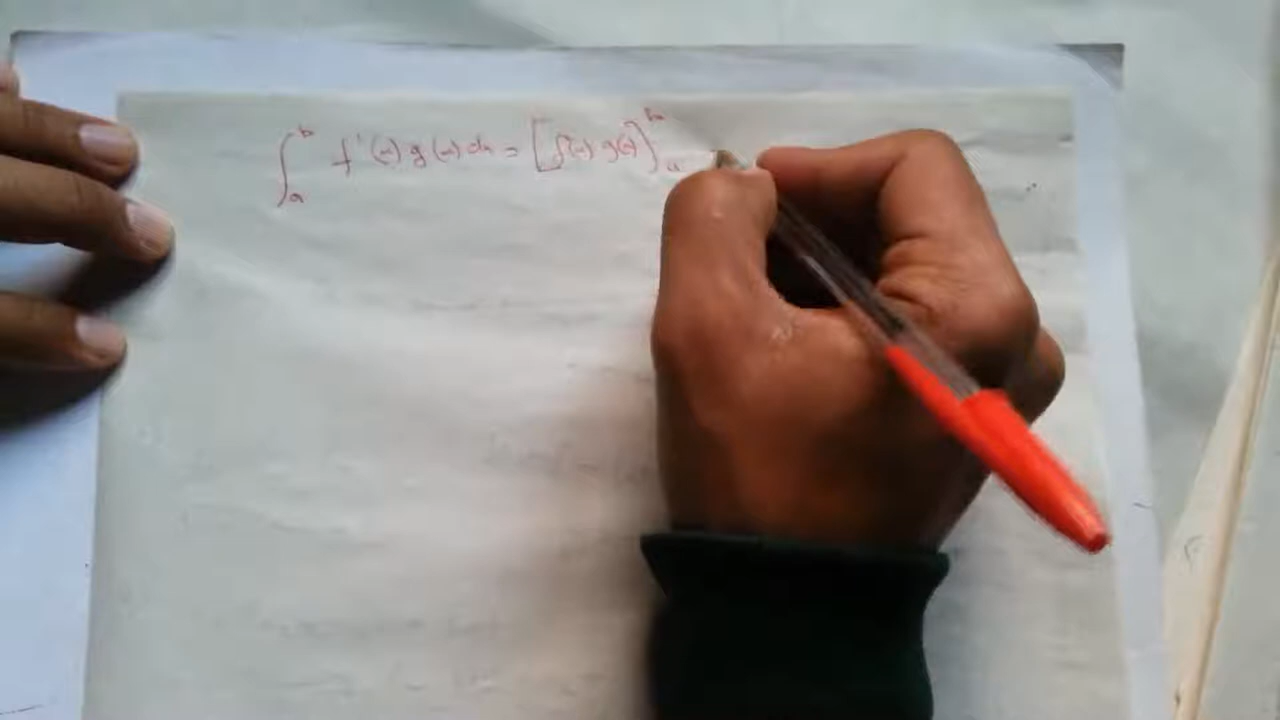 ∫_a^b f'(x) g(x) dx = [f(x) g(x)]_a^b